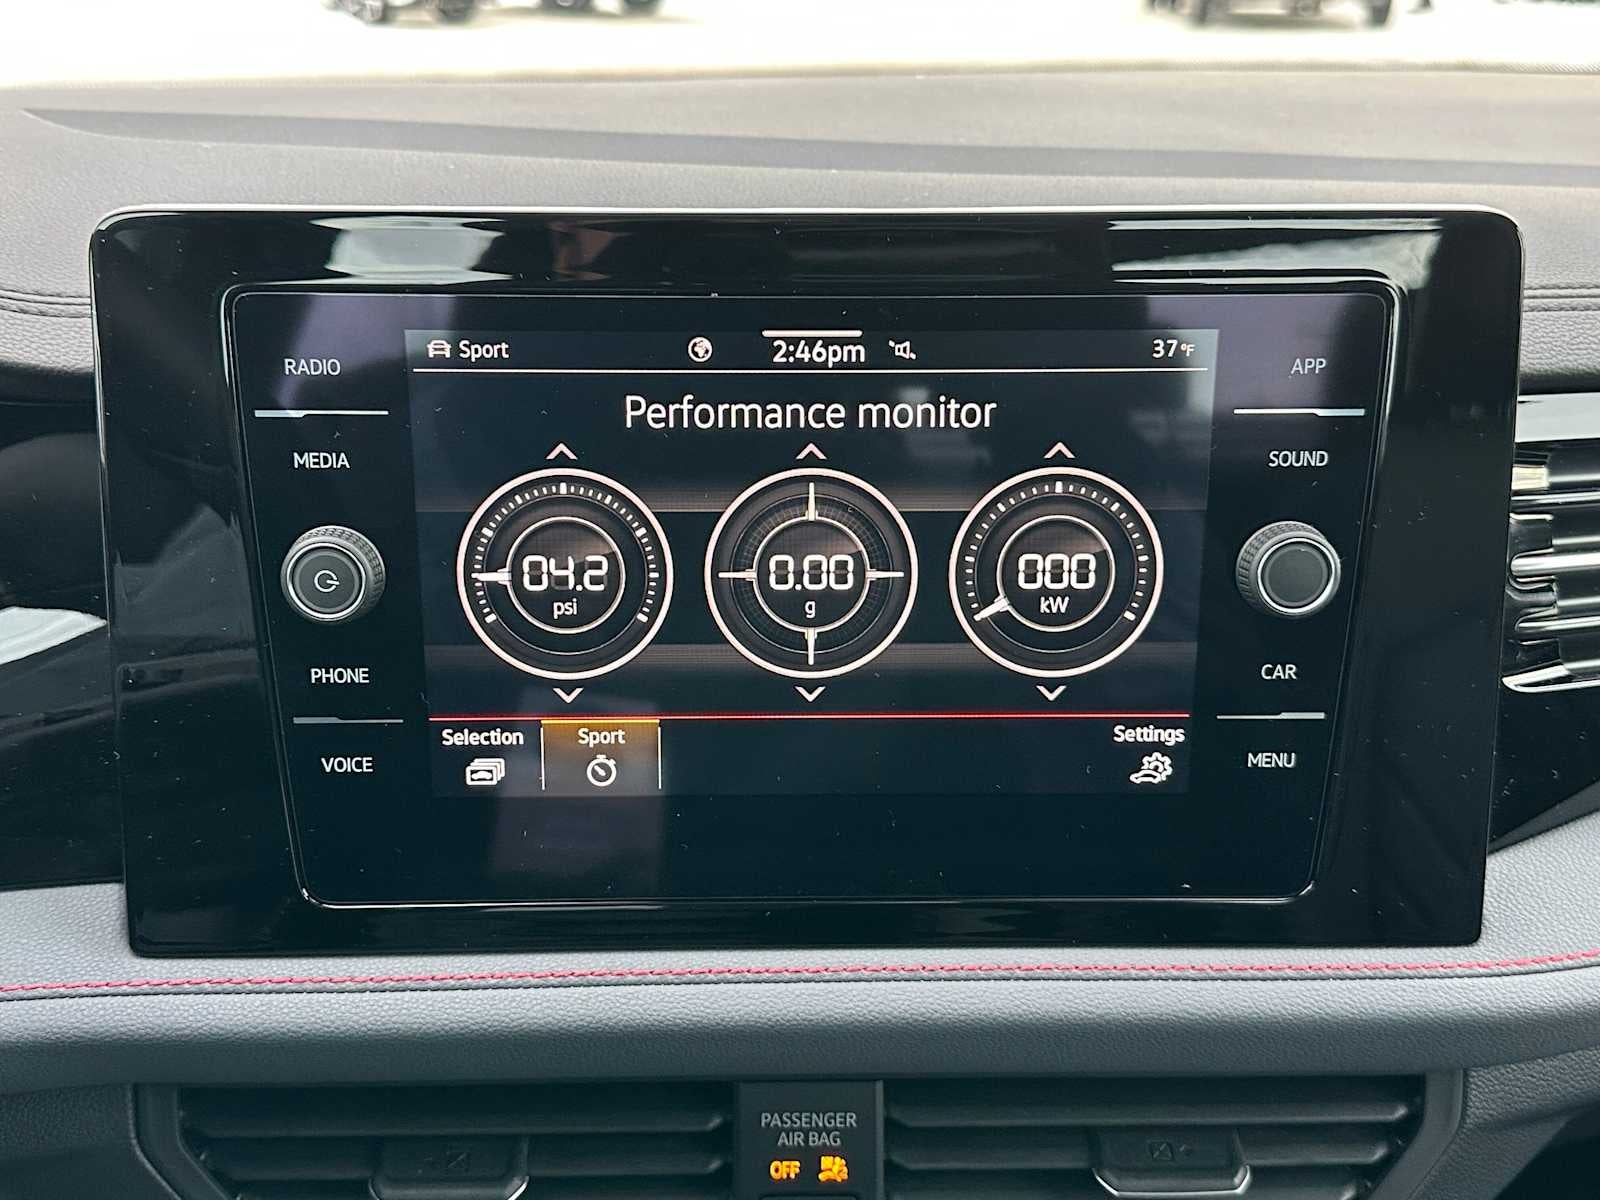 RADIO
MEDIA
PHONE
VOICE
Sport
2:46pm
37°F
Performance monitor
04.2
psi
0.00
g
000
kW
Selection
Sport
Settings
APP
SOUND
CAR
MENU
PASSENGER
AIR BAG
OFF